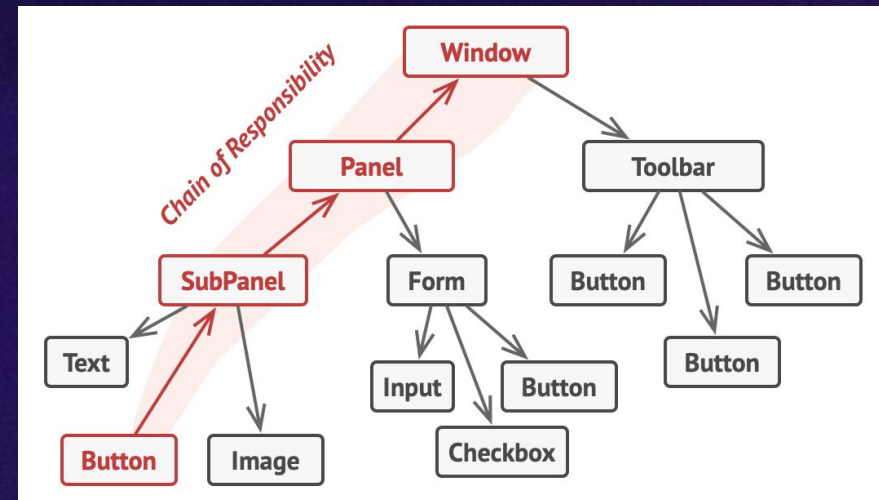 Window
Chain of Responsibility
Panel
Toolbar
SubPanel
Form
Button
Button
Text
Input
Button
Button
Button
Image
Checkbox